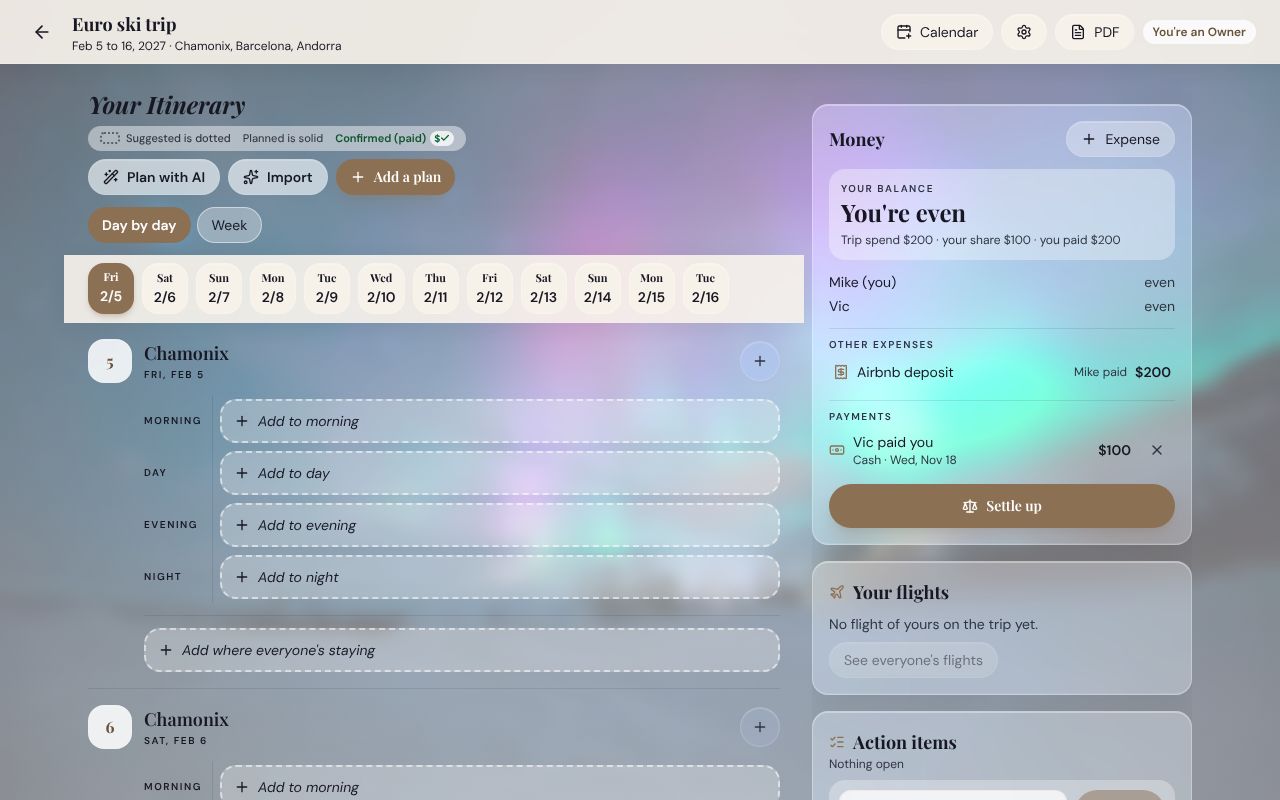 Euro ski trip
Feb 5 to 16, 2027 · Chamonix, Barcelona, Andorra
Calendar
PDF
You're an Owner
Your Itinerary
Suggested is dotted Planned is solid Confirmed (paid) $✓
Plan with AI
Import
+ Add a plan
Day by day
Week
Fri 2/5
Sat 2/6
Sun 2/7
Mon 2/8
Tue 2/9
Wed 2/10
Thu 2/11
Fri 2/12
Sat 2/13
Sun 2/14
Mon 2/15
Tue 2/16
5
Chamonix
FRI, FEB 5
+
MORNING
+ Add to morning
DAY
+ Add to day
EVENING
+ Add to evening
NIGHT
+ Add to night
+ Add where everyone's staying
6
Chamonix
SAT, FEB 6
+
MORNING
+ Add to morning
Money
+ Expense
YOUR BALANCE
You're even
Trip spend $200 · your share $100 · you paid $200
Mike (you) even
Vic even
OTHER EXPENSES
Airbnb deposit Mike paid $200
PAYMENTS
Vic paid you
Cash · Wed, Nov 18
$100
Settle up
Your flights
No flight of yours on the trip yet.
See everyone's flights
Action items
Nothing open